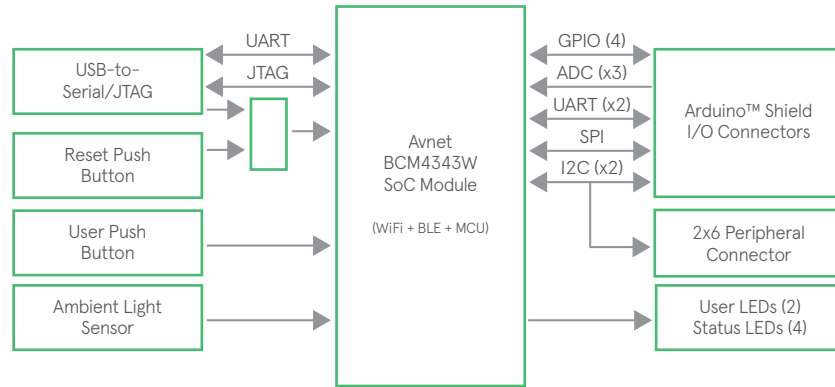 UART
JTAG
USB-to-
Serial/JTAG
Reset Push
Button
User Push
Button
Ambient Light
Sensor
Avnet
BCM4343W
SoC Module
(WiFi + BLE + MCU)
GPIO (4)
ADC (x3)
UART (x2)
SPI
I2C (x2)
Arduino™ Shield
I/O Connectors
2x6 Peripheral
Connector
User LEDs (2)
Status LEDs (4)